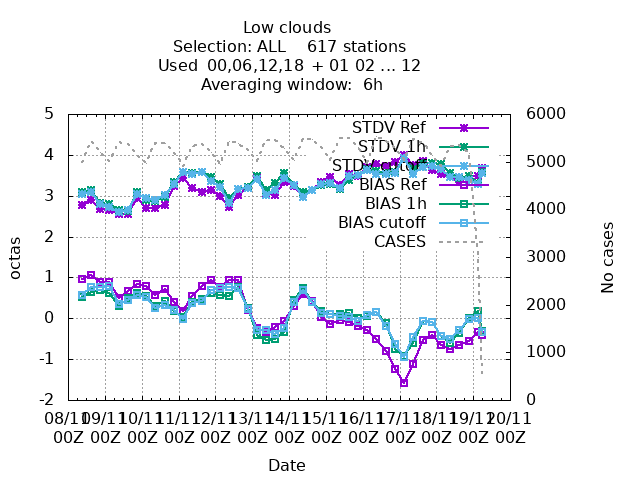 Low clouds
Selection: ALL    617 stations
Used  00,06,12,18 + 01 02 ... 12
Averaging window:  6h
5
4
3
2
1
0
-1
-2
octas
6000
5000
4000
3000
2000
1000
0
No cases
STDV Ref
STDV 1h
STDV cutoff
BIAS Ref
BIAS 1h
BIAS cutoff
CASES
08/11 09/11 10/11 11/11 12/11 13/11 14/11 15/11 16/11 17/11 18/11 19/11 20/11
00Z 00Z 00Z 00Z 00Z 00Z 00Z 00Z 00Z 00Z 00Z 00Z 00Z
Date